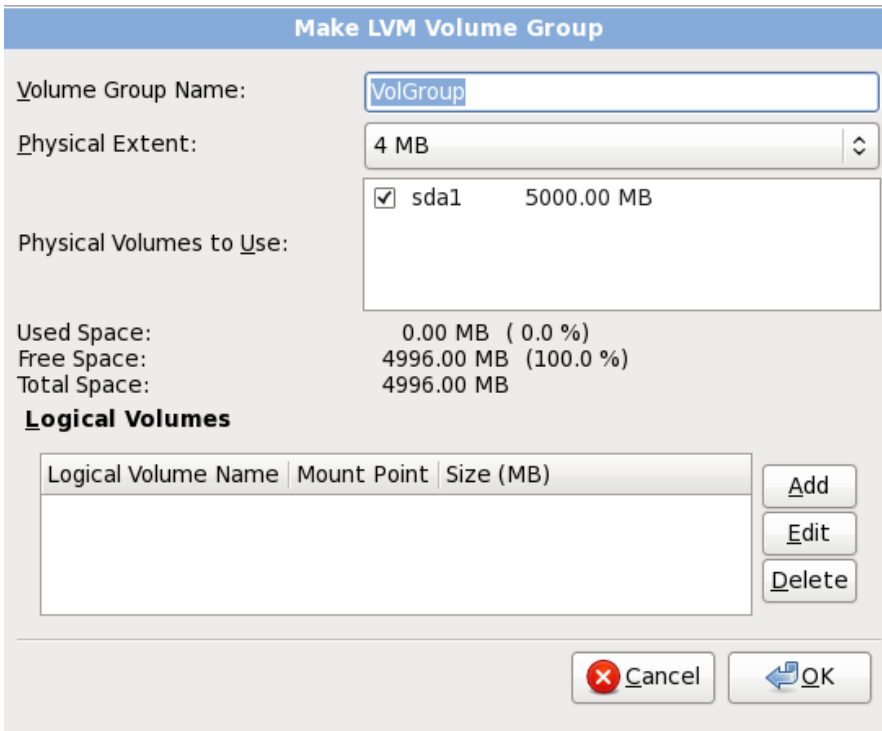 Make LVM Volume Group
Volume Group Name: VolGroup
Physical Extent: 4 MB
Physical Volumes to Use: sda1 5000.00 MB
Used Space: 0.00 MB ( 0.0 %)
Free Space: 4996.00 MB (100.0 %)
Total Space: 4996.00 MB
Logical Volumes
Logical Volume Name Mount Point Size (MB)
Add
Edit
Delete
Cancel OK